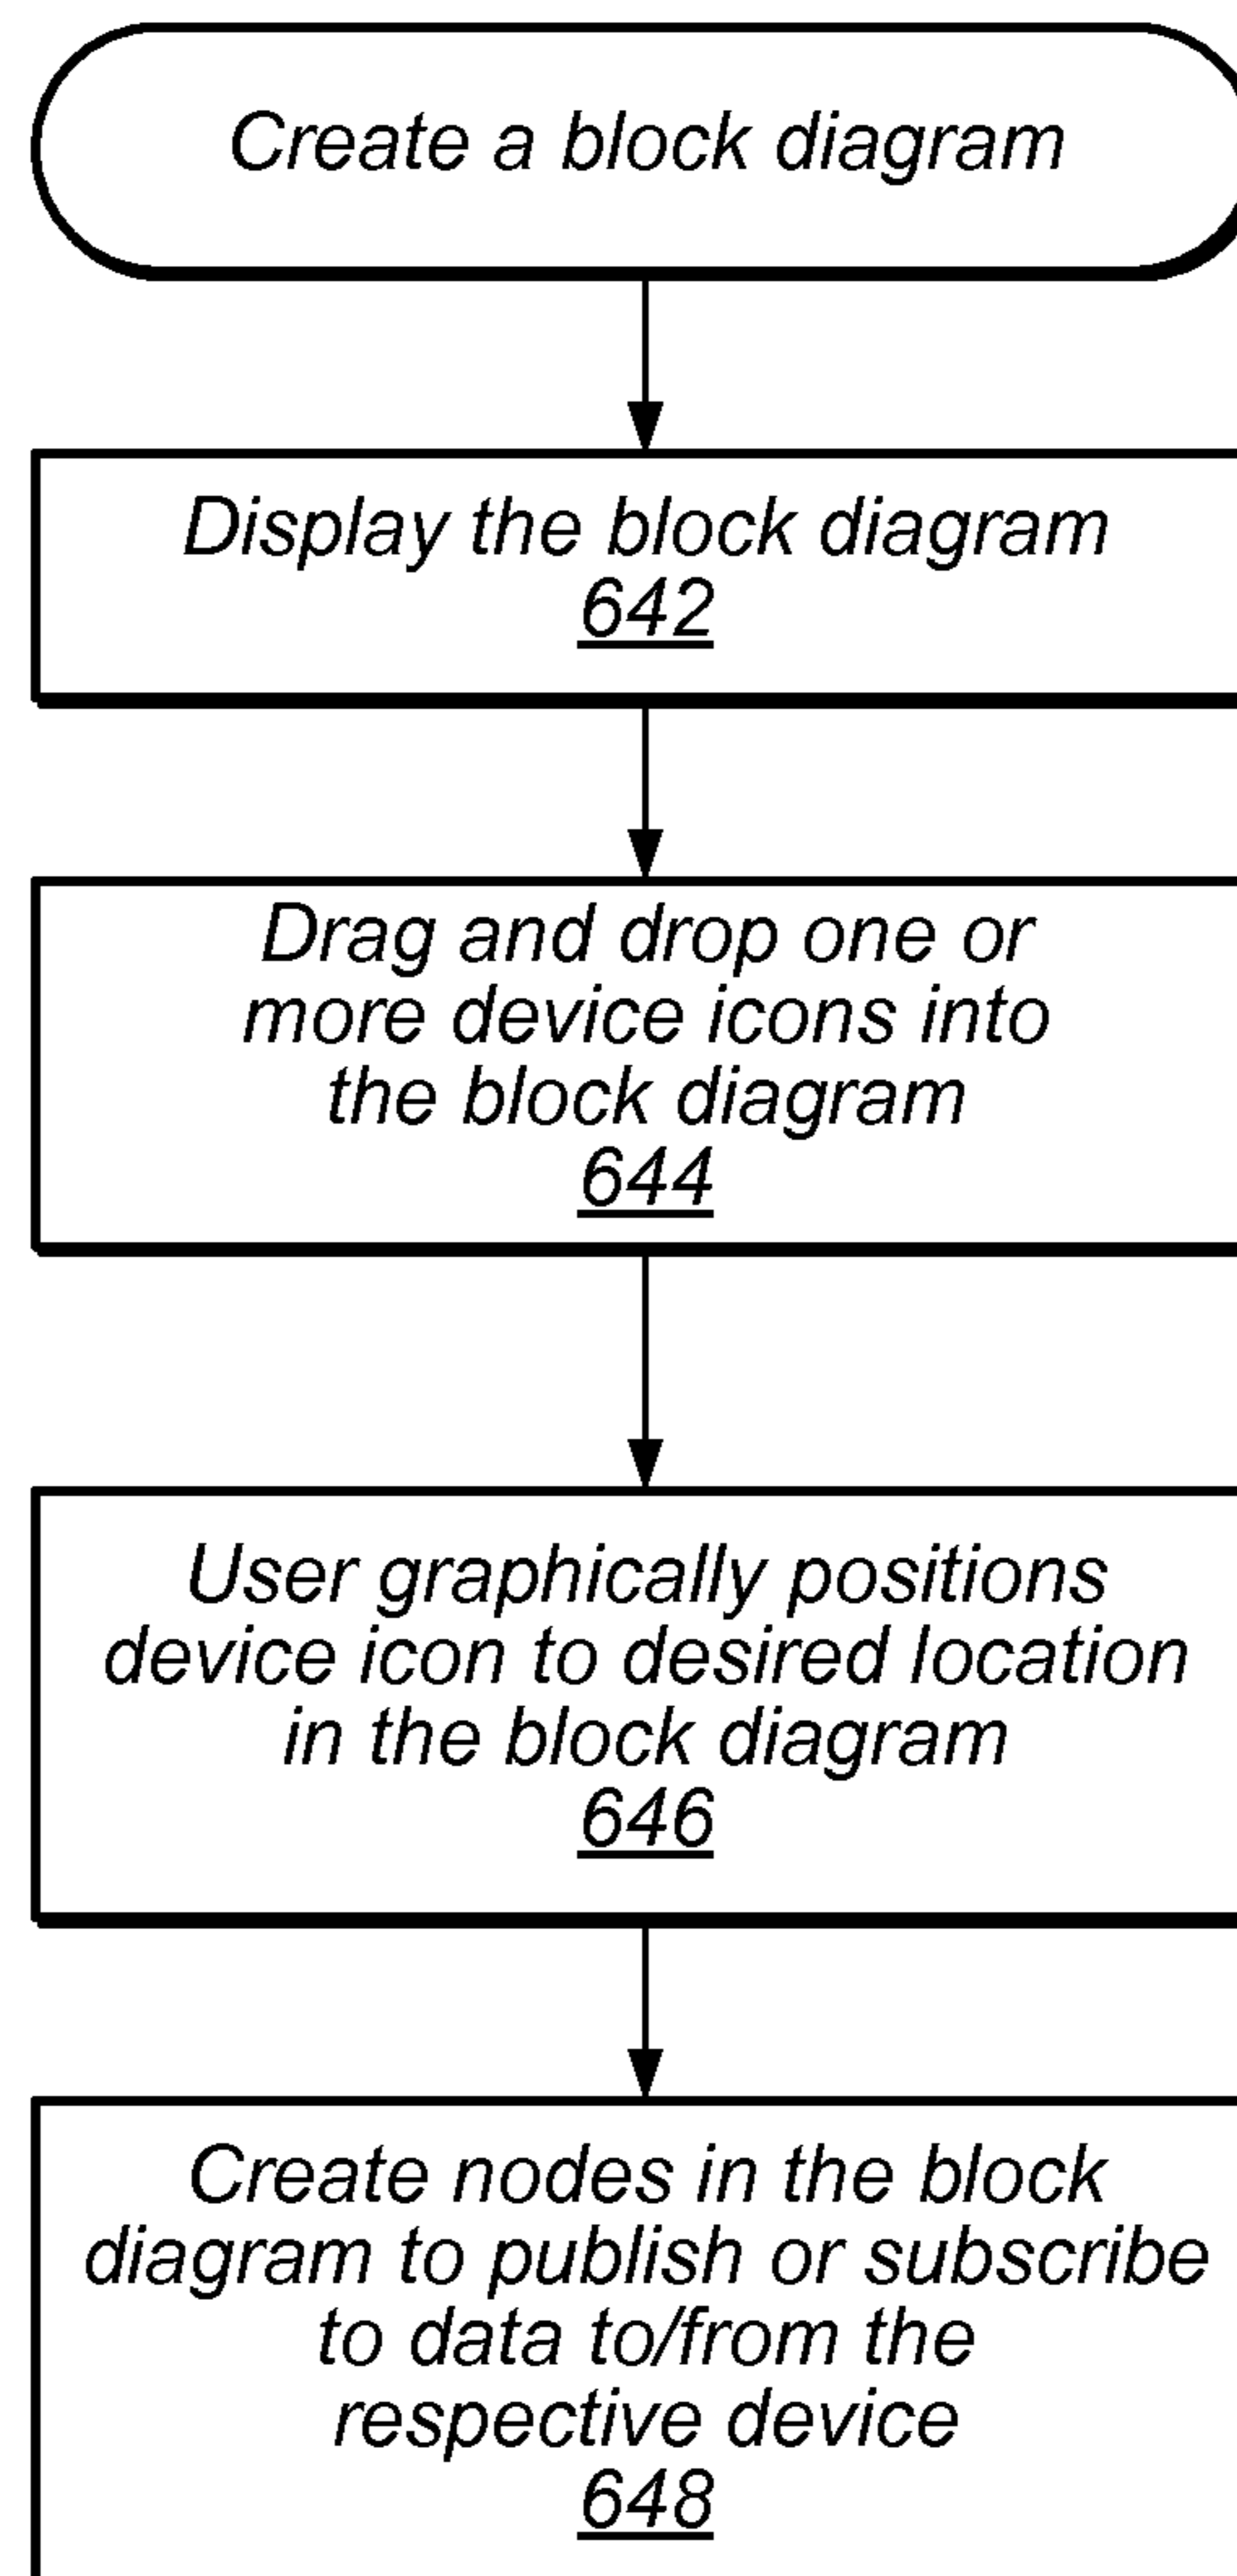 Create a block diagram
Display the block diagram
642
Drag and drop one or
more device icons into
the block diagram
644
User graphically positions
device icon to desired location
in the block diagram
646
Create nodes in the block
diagram to publish or subscribe
to data to/from the
respective device
648